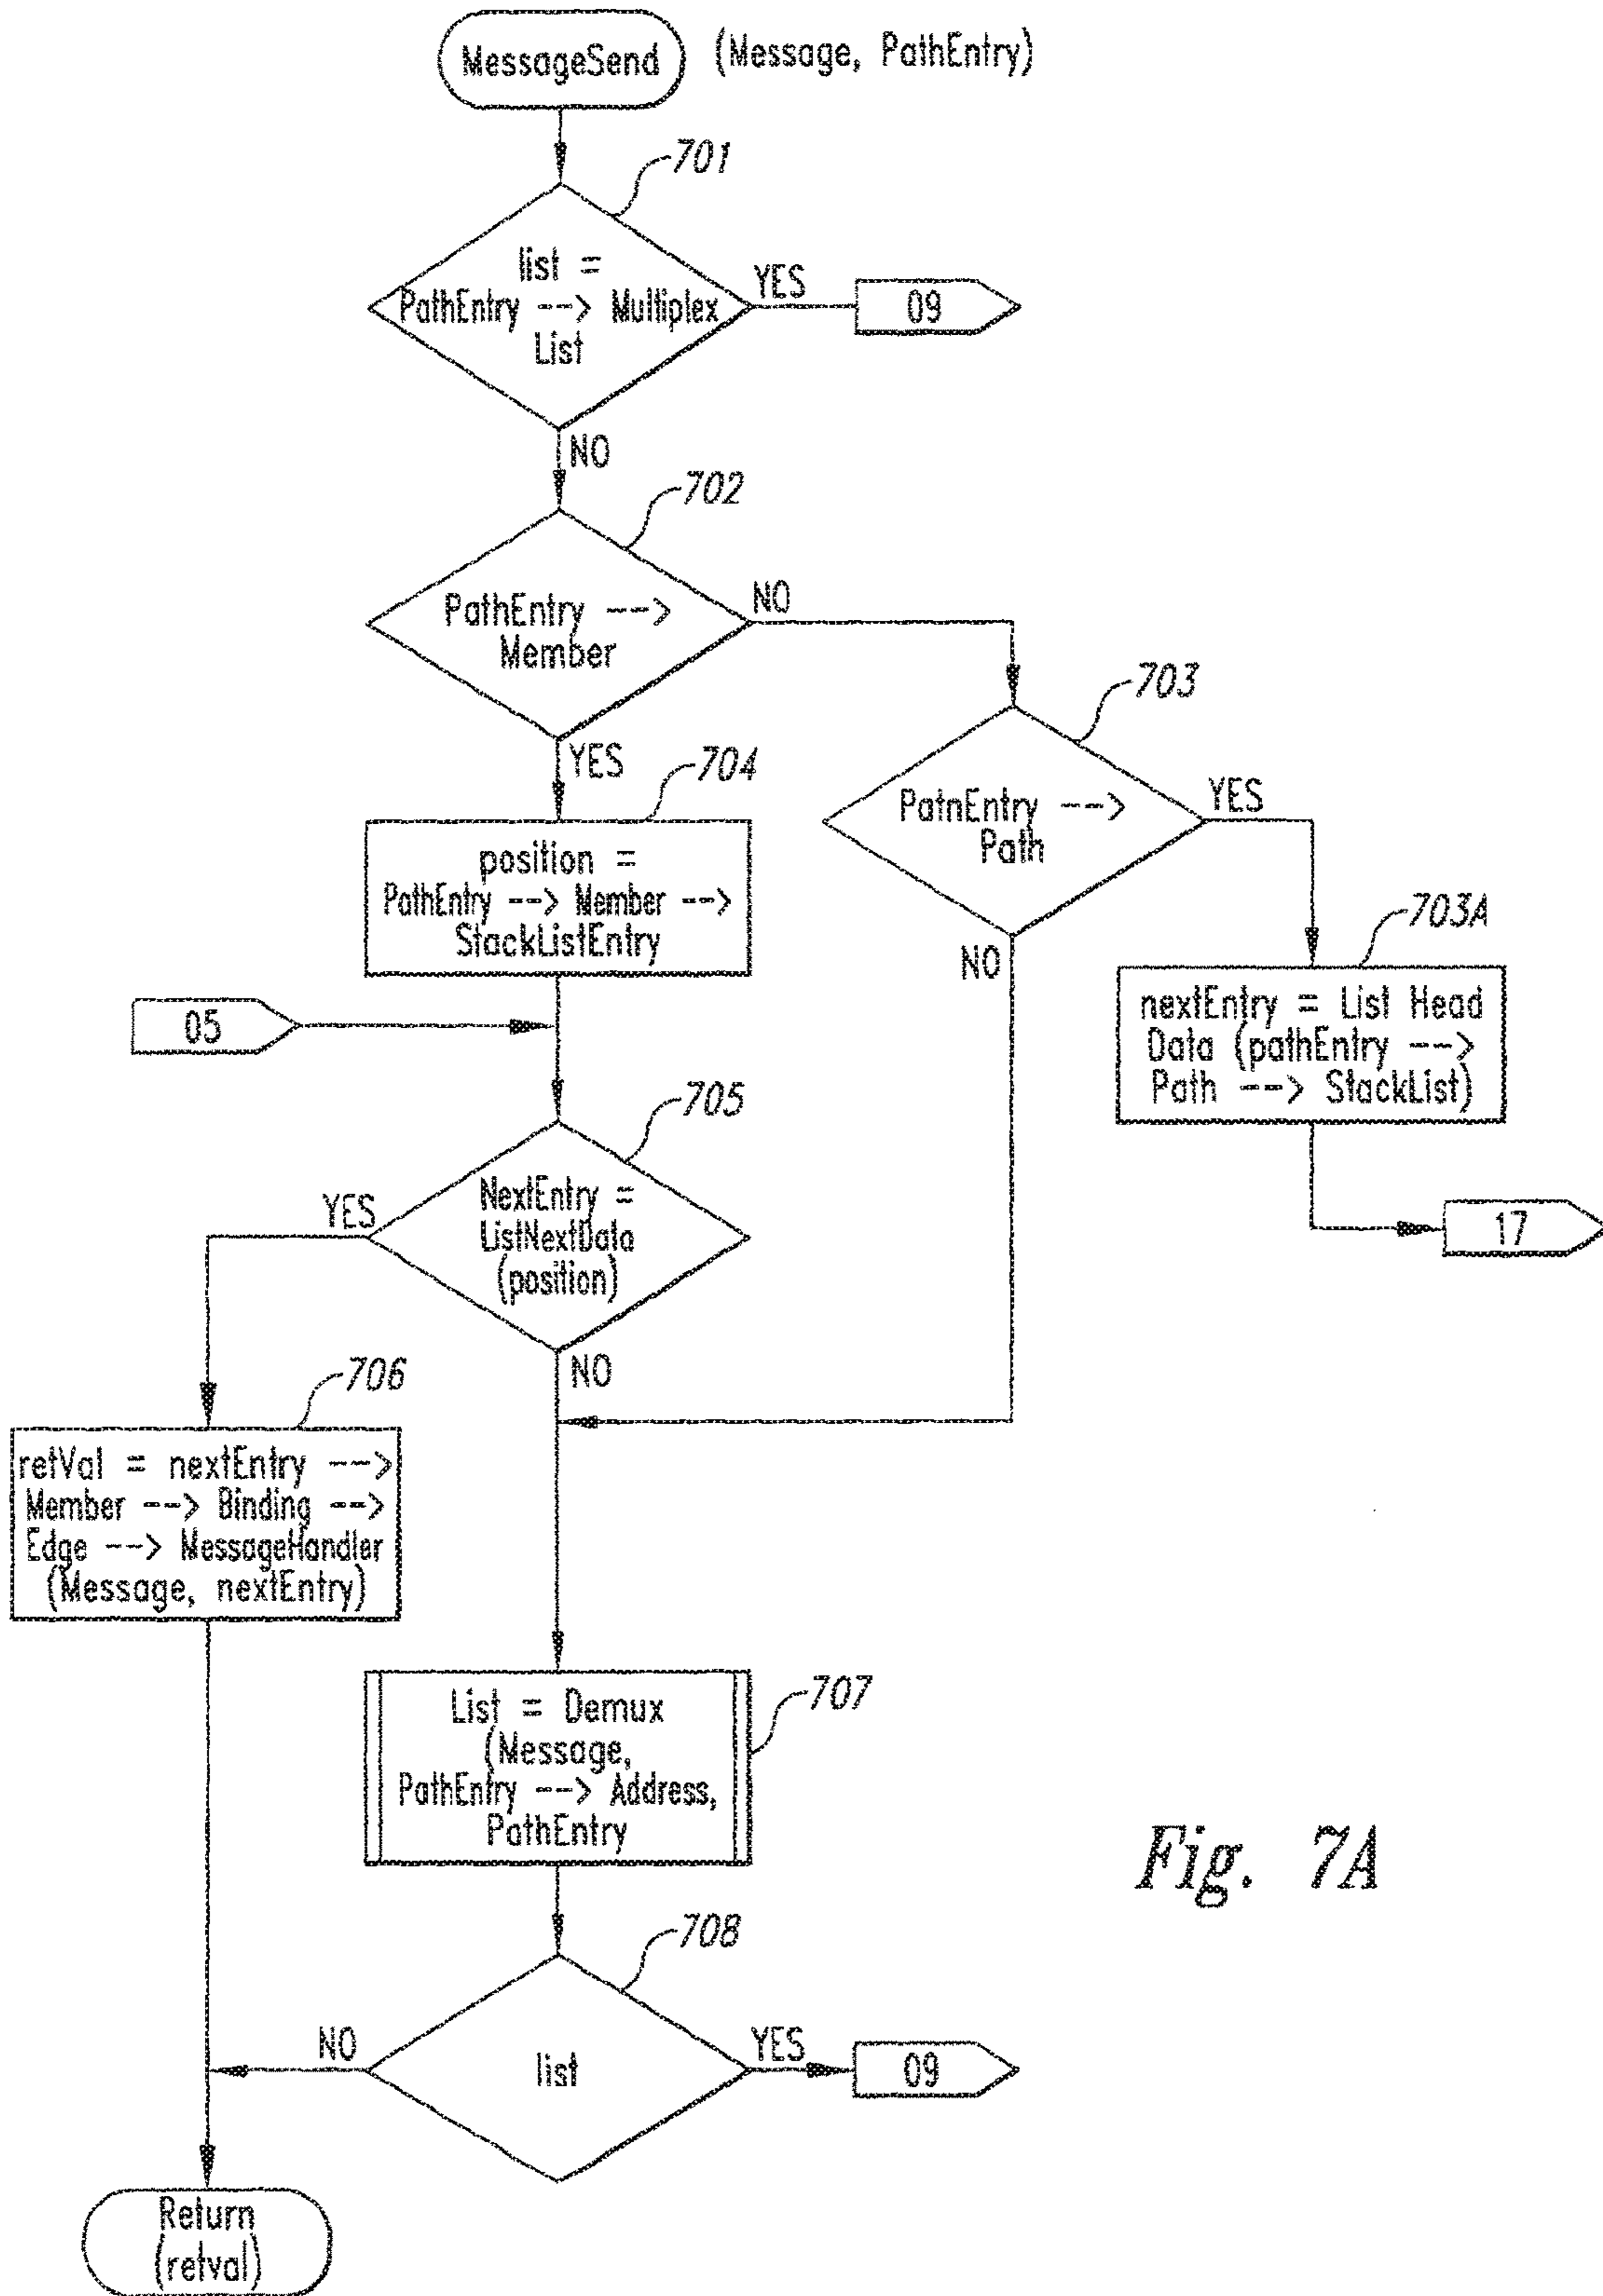 MessageSend (Message, PathEntry)
701
list =
PathEntry --> Multiplex
List
YES
09
NO
702
PathEntry -->
Member
NO
703
PatnEntry -->
Path
YES
NO
YES
704
position =
PathEntry --> Member -->
StackListEntry
703A
nextEntry = List Head
Data (pathEntry -->
Path --> StackList)
05
17
705
NextEntry =
ListNextData
(position)
YES
NO
706
retVal = nextEntry -->
Member --> Binding -->
Edge --> MessageHandler
(Message, nextEntry)
707
List = Demux
(Message,
PathEntry --> Address,
PathEntry
708
list
NO
YES
09
Return
(retval)
Fig. 7A